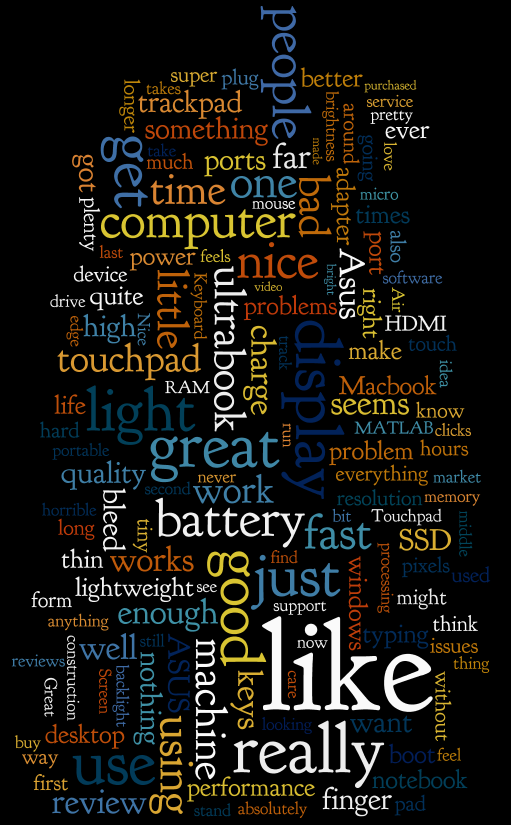 people
super
plug
better
purchased
takes
longer
trackpad
service
brightness
around
pretty
ever
something
made
going
love
take
get
much
ports
far
got
time
one
bad
adapter
micro
plenty
mouse
times
computer
also
port
last
power
feels
nice
Asus
device
little
Keyboard
ultrabook
video
bright
software
drive
quite
problems
right
Air
edge
high
Nice
charge
track
display
HDMI
make
touch
touchpad
idea
RAM
Macbook
life
light
seems
know
hard
run
MATLAB
clicks
great
problem
hours
portable
quality
never
everything
market
second
work
resolution
memory
horrible
bleed
tiny
battery
bit
Touchpad
middle
long
fast
SSD
thin
works
good
find
processing
windows
pixels
used
lightweight
see
just
form
support
might
enough
anything
now
like
think
typing
issues
well
still
Asus
machine
reviews
construction
nothing
thing
Great
Screen
backlight
keys
care
without
looking
want
desktop
using
really
buy
way
boot
feel
use
first
performance
notebook
review
stand
absolutely
finger
pad